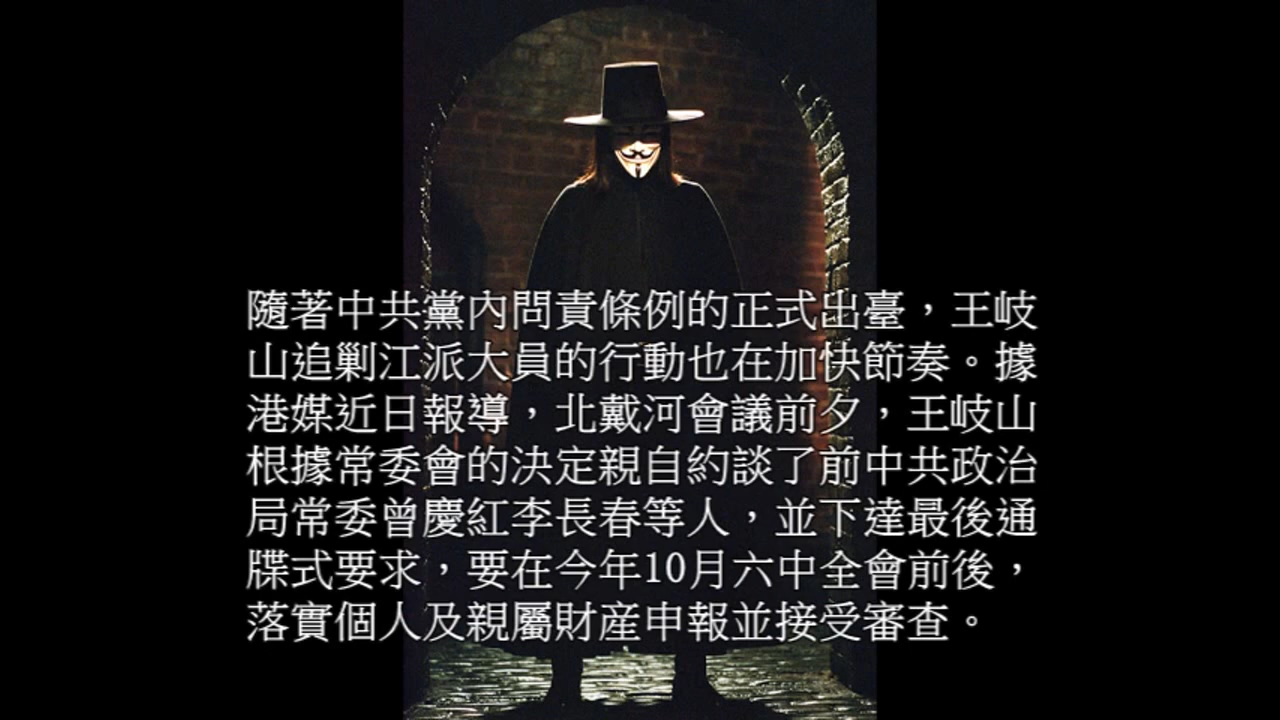 隨著中共黨內問責條例的正式出臺，王岐
山追剿江派大員的行動也在加快節奏。據
港媒近日報導，北戴河會議前夕，王岐山
根據常委會的決定親自約談了前中共政治
局常委曾慶紅李長春等人，並下達最後通
牒式要求，要在今年10月六中全會前後，
落實個人及親屬財産申報並接受審查。